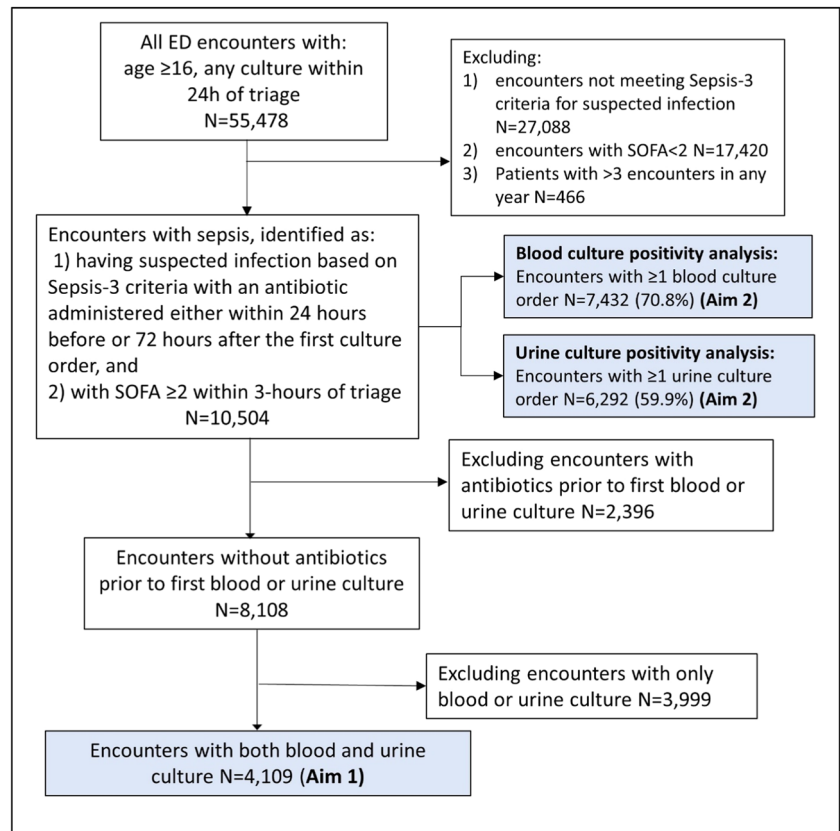 All ED encounters with:
age ≥16, any culture within
24h of triage
N=55,478
Excluding:
1) encounters not meeting Sepsis-3
criteria for suspected infection
N=27,088
2) encounters with SOFA<2 N=17,420
3) Patients with >3 encounters in any
year N=466
Encounters with sepsis, identified as:
1) having suspected infection based on
Sepsis-3 criteria with an antibiotic
administered either within 24 hours
before or 72 hours after the first culture
order, and
2) with SOFA ≥2 within 3-hours of triage
N=10,504
Blood culture positivity analysis:
Encounters with ≥1 blood culture
order N=7,432 (70.8%) (Aim 2)
Urine culture positivity analysis:
Encounters with ≥1 urine culture
order N=6,292 (59.9%) (Aim 2)
Excluding encounters with
antibiotics prior to first blood or
urine culture N=2,396
Encounters without antibiotics
prior to first blood or urine culture
N=8,108
Excluding encounters with only
blood or urine culture N=3,999
Encounters with both blood and urine
culture N=4,109 (Aim 1)